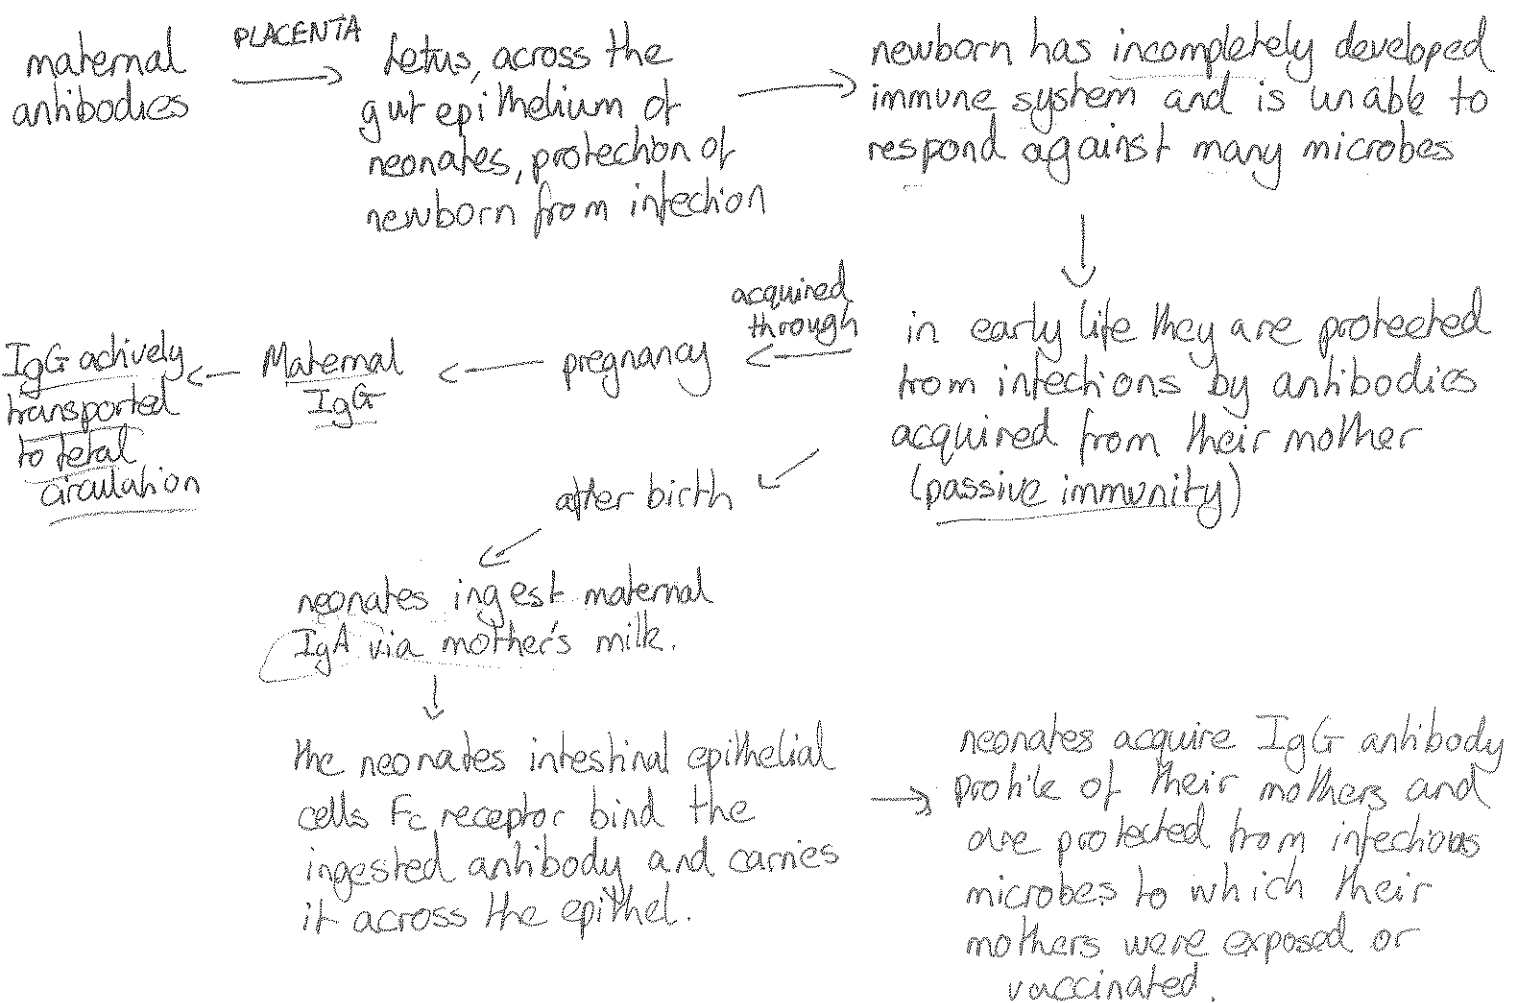 maternal
antibodies
PLACENTA
fetus, across the
gut epithelium of
neonates, protection of
newborn from infection
newborn has incompletely developed
immune system and is unable to
respond against many microbes
in early life they are protected
from infections by antibodies
acquired from their mother
(passive immunity)
acquired
through
pregnancy
Maternal
IgG
IgG actively
transported
to fetal
circulation
after birth
neonates ingest maternal
IgA via mother's milk.
the neonates intestinal epithelial
cells Fc receptor bind the
ingested antibody and carries
it across the epithel.
neonates acquire IgG antibody
profile of their mothers and
are protected from infectious
microbes to which their
mothers were exposed or
vaccinated.